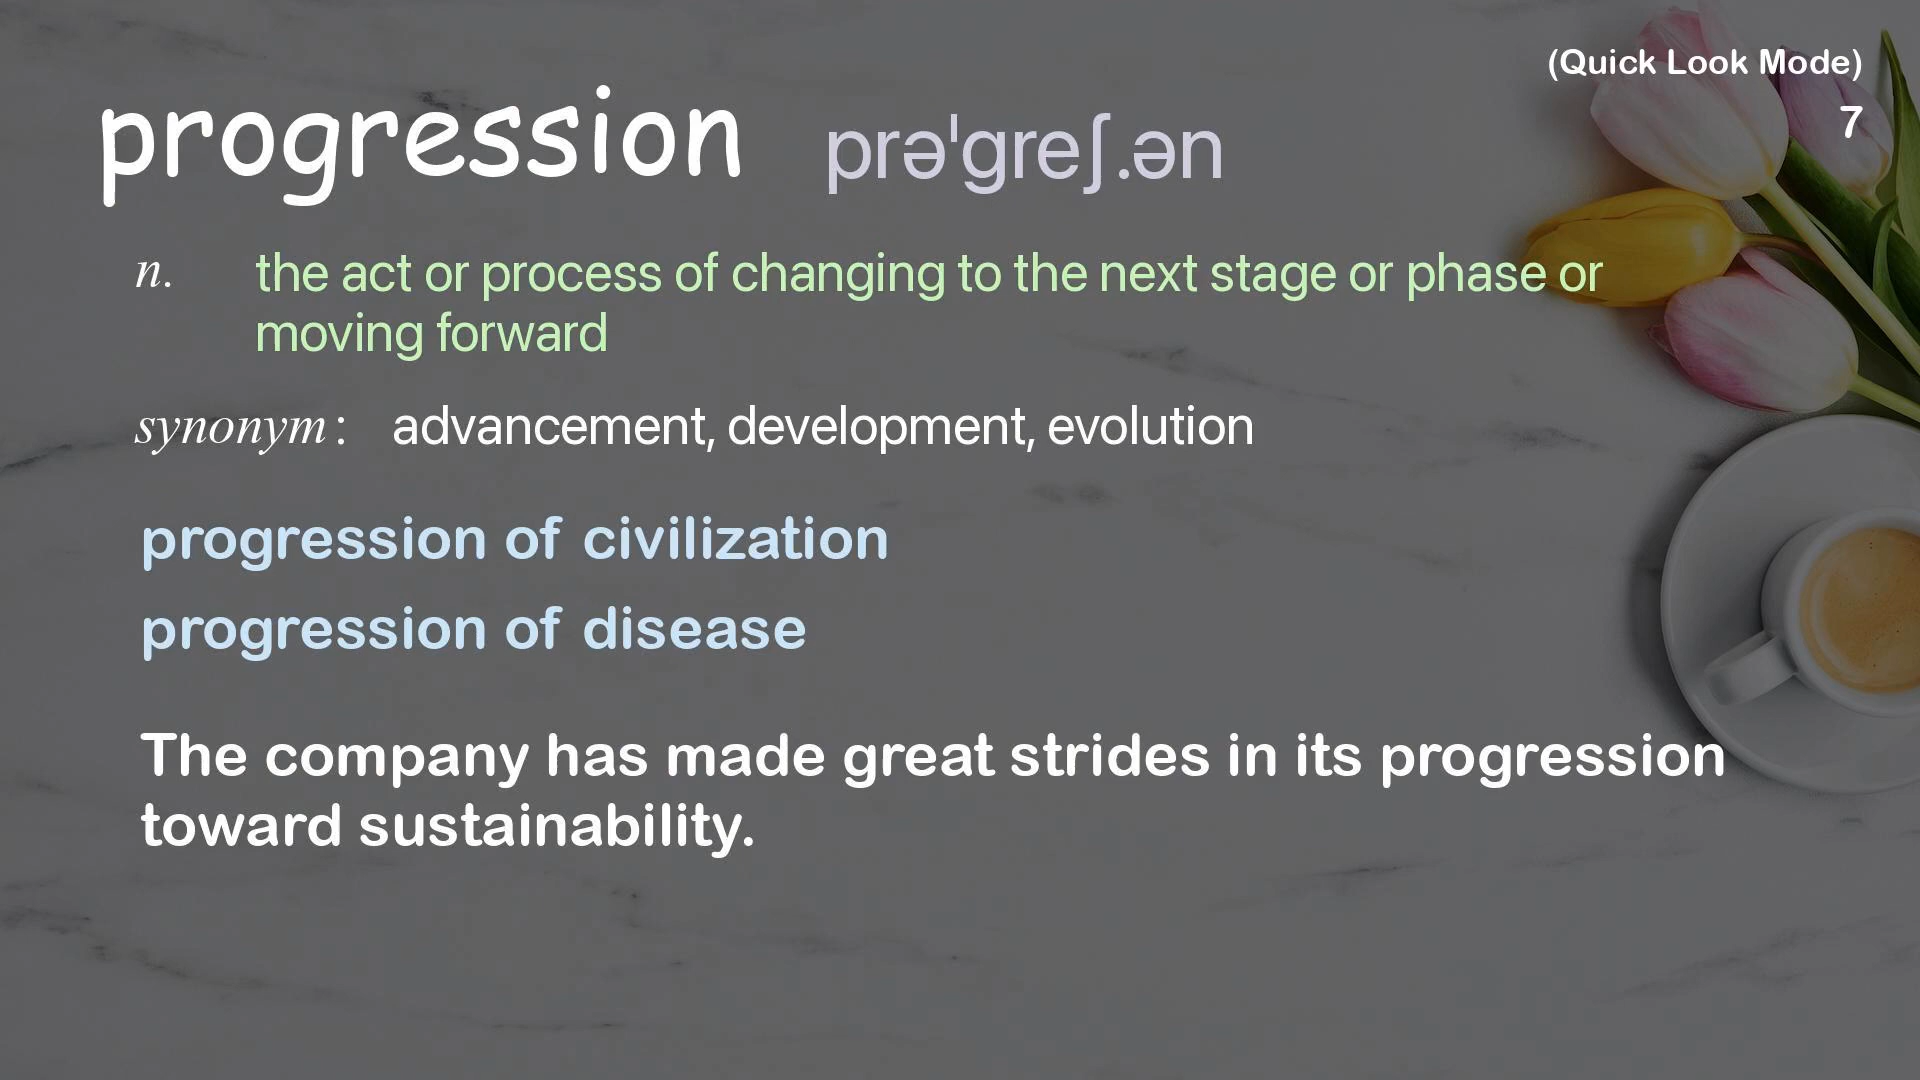 (Quick Look Mode)
7
progression prəˈgreʃ.ən
n. the act or process of changing to the next stage or phase or
moving forward
synonym: advancement, development, evolution
progression of civilization
progression of disease
The company has made great strides in its progression
toward sustainability.